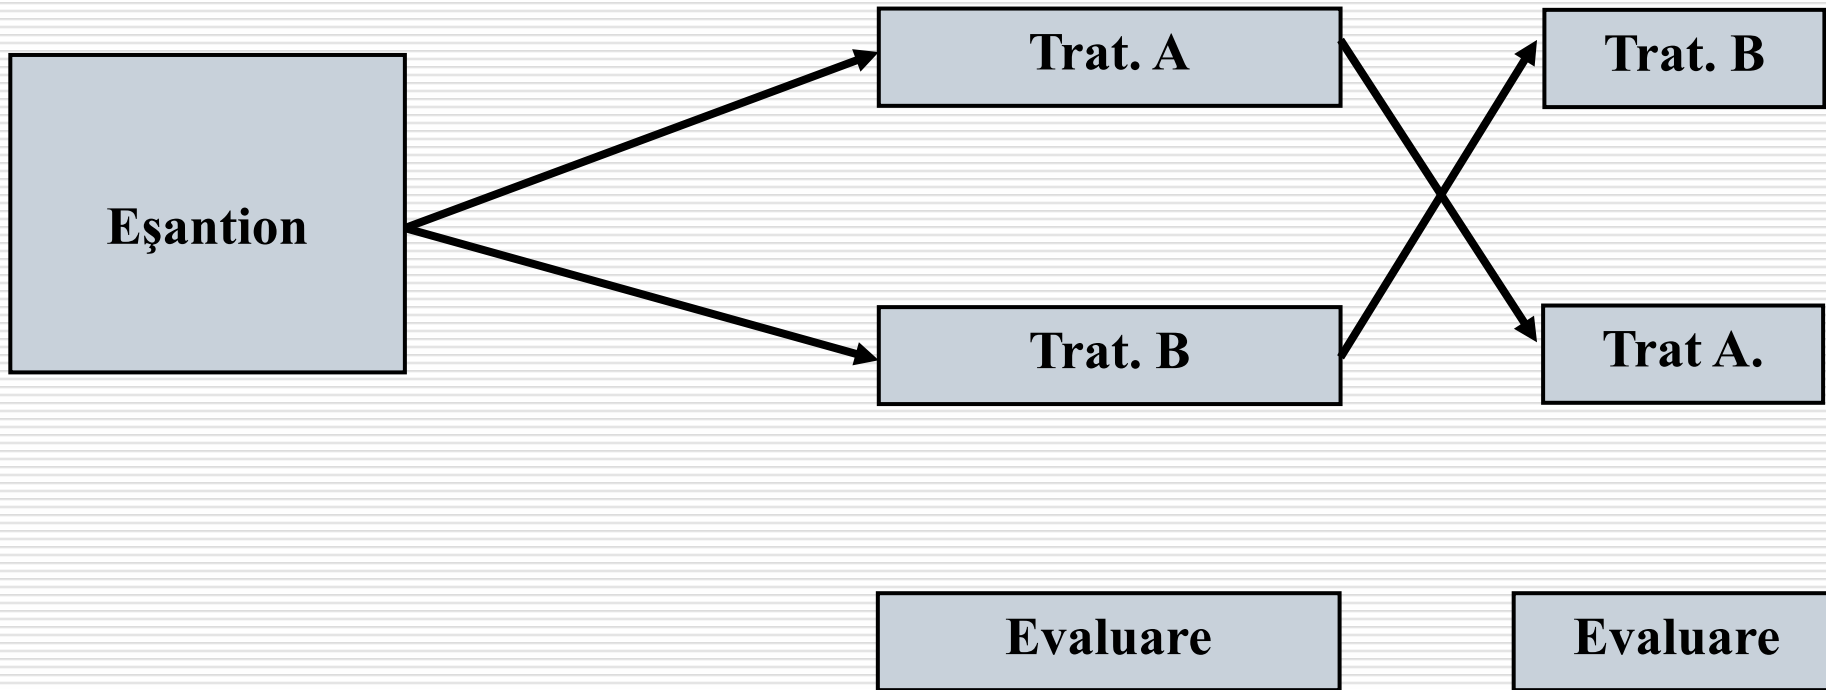 Trat. A
Trat. B
Eşantion
Trat. B
Trat A.
Evaluare
Evaluare